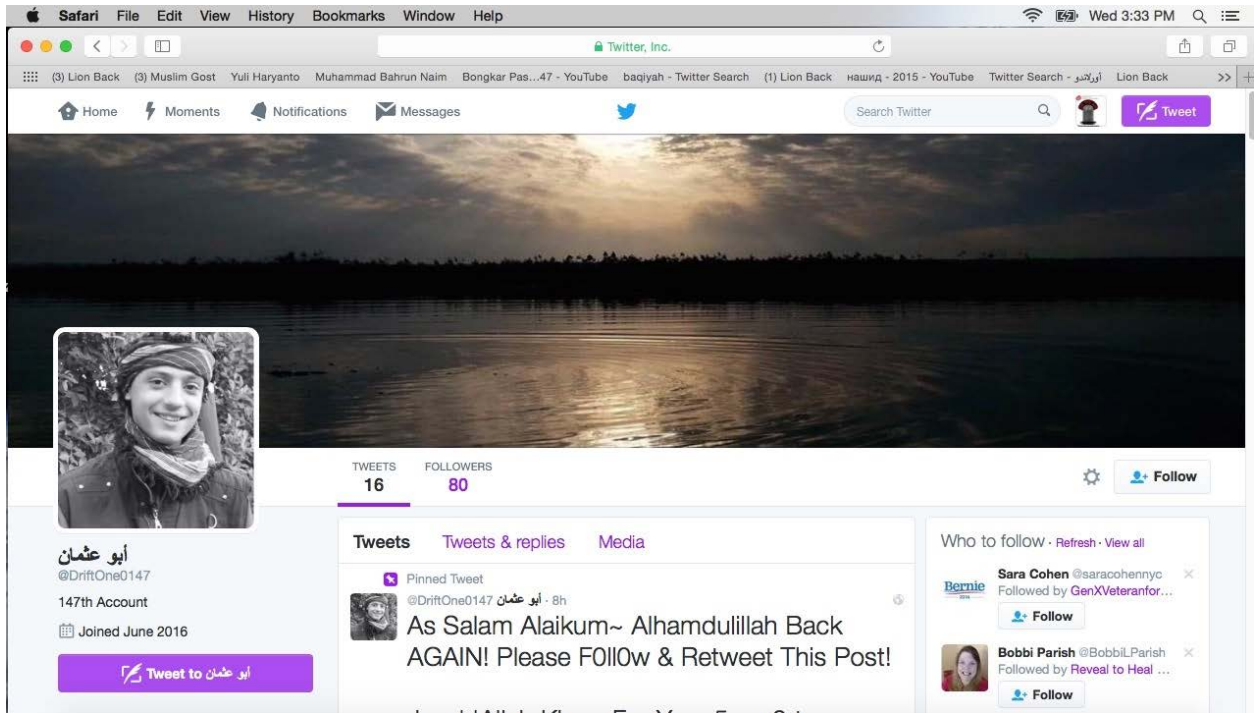 Safari File Edit View History Bookmarks Window Help
Wed 3:33 PM
Twitter, Inc.
(3) Lion Back (3) Muslim Gost Yuli Haryanto Muhammad Bahrun Naim Bongkar Pas...47 - YouTube baqiyah - Twitter Search (1) Lion Back нашид - 2015 - YouTube Twitter Search - أورلاندو Lion Back >>
Home Moments Notifications Messages
Search Twitter
Tweet
TWEETS FOLLOWERS
16 80
Follow
أبو عثمان
@DriftOne0147
147th Account
Joined June 2016
Tweet to أبو عثمان
Tweets Tweets & replies Media
Pinned Tweet
@DriftOne0147 أبو عثمان · 8h
As Salam Alaikum~ Alhamdulillah Back
AGAIN! Please F0ll0w & Retweet This Post!
Who to follow · Refresh · View all
Bernie
Sara Cohen @saracohennyc
Followed by GenXVeteranfor...
Follow
Bobbi Parish @BobbiLParish
Followed by Reveal to Heal ...
Follow